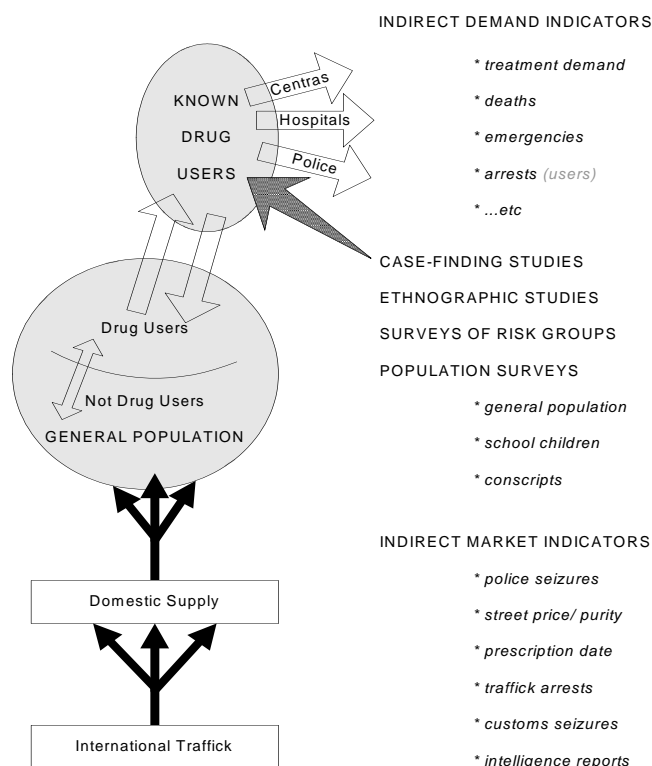 INDIRECT DEMAND INDICATORS
* treatment demand
* deaths
* emergencies
* arrests (users)
* ...etc
Centras
Hospitals
Police
KNOWN
DRUG
USERS
CASE-FINDING STUDIES
ETHNOGRAPHIC STUDIES
SURVEYS OF RISK GROUPS
POPULATION SURVEYS
* general population
* school children
* conscripts
Drug Users
Not Drug Users
GENERAL POPULATION
INDIRECT MARKET INDICATORS
* police seizures
* street price/ purity
* prescription date
* traffick arrests
* customs seizures
* intelligence reports
Domestic Supply
International Traffick